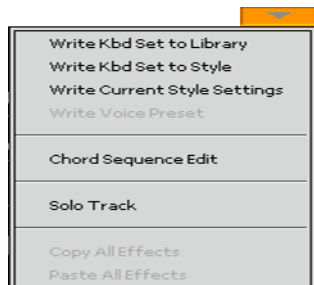 Write Kbd Set to Library
Write Kbd Set to Style
Write Current Style Settings
Write Voice Preset
Chord Sequence Edit
Solo Track
Copy All Effects
Paste All Effects